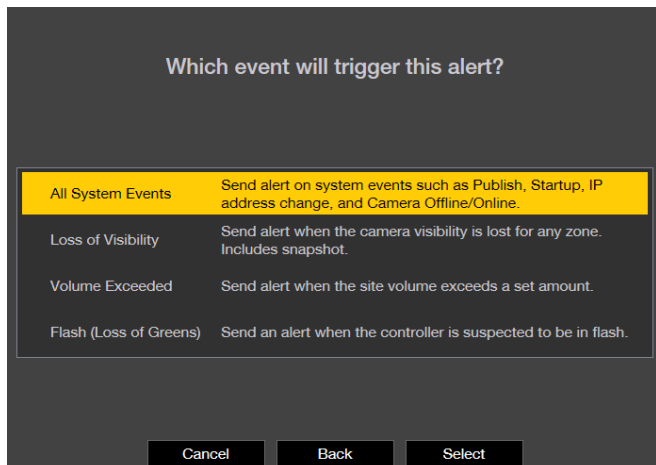 Which event will trigger this alert?
All System Events
Send alert on system events such as Publish, Startup, IP
address change, and Camera Offline/Online.
Loss of Visibility
Send alert when the camera visibility is lost for any zone.
Includes snapshot.
Volume Exceeded
Send alert when the site volume exceeds a set amount.
Flash (Loss of Greens)
Send an alert when the controller is suspected to be in flash.
Cancel
Back
Select